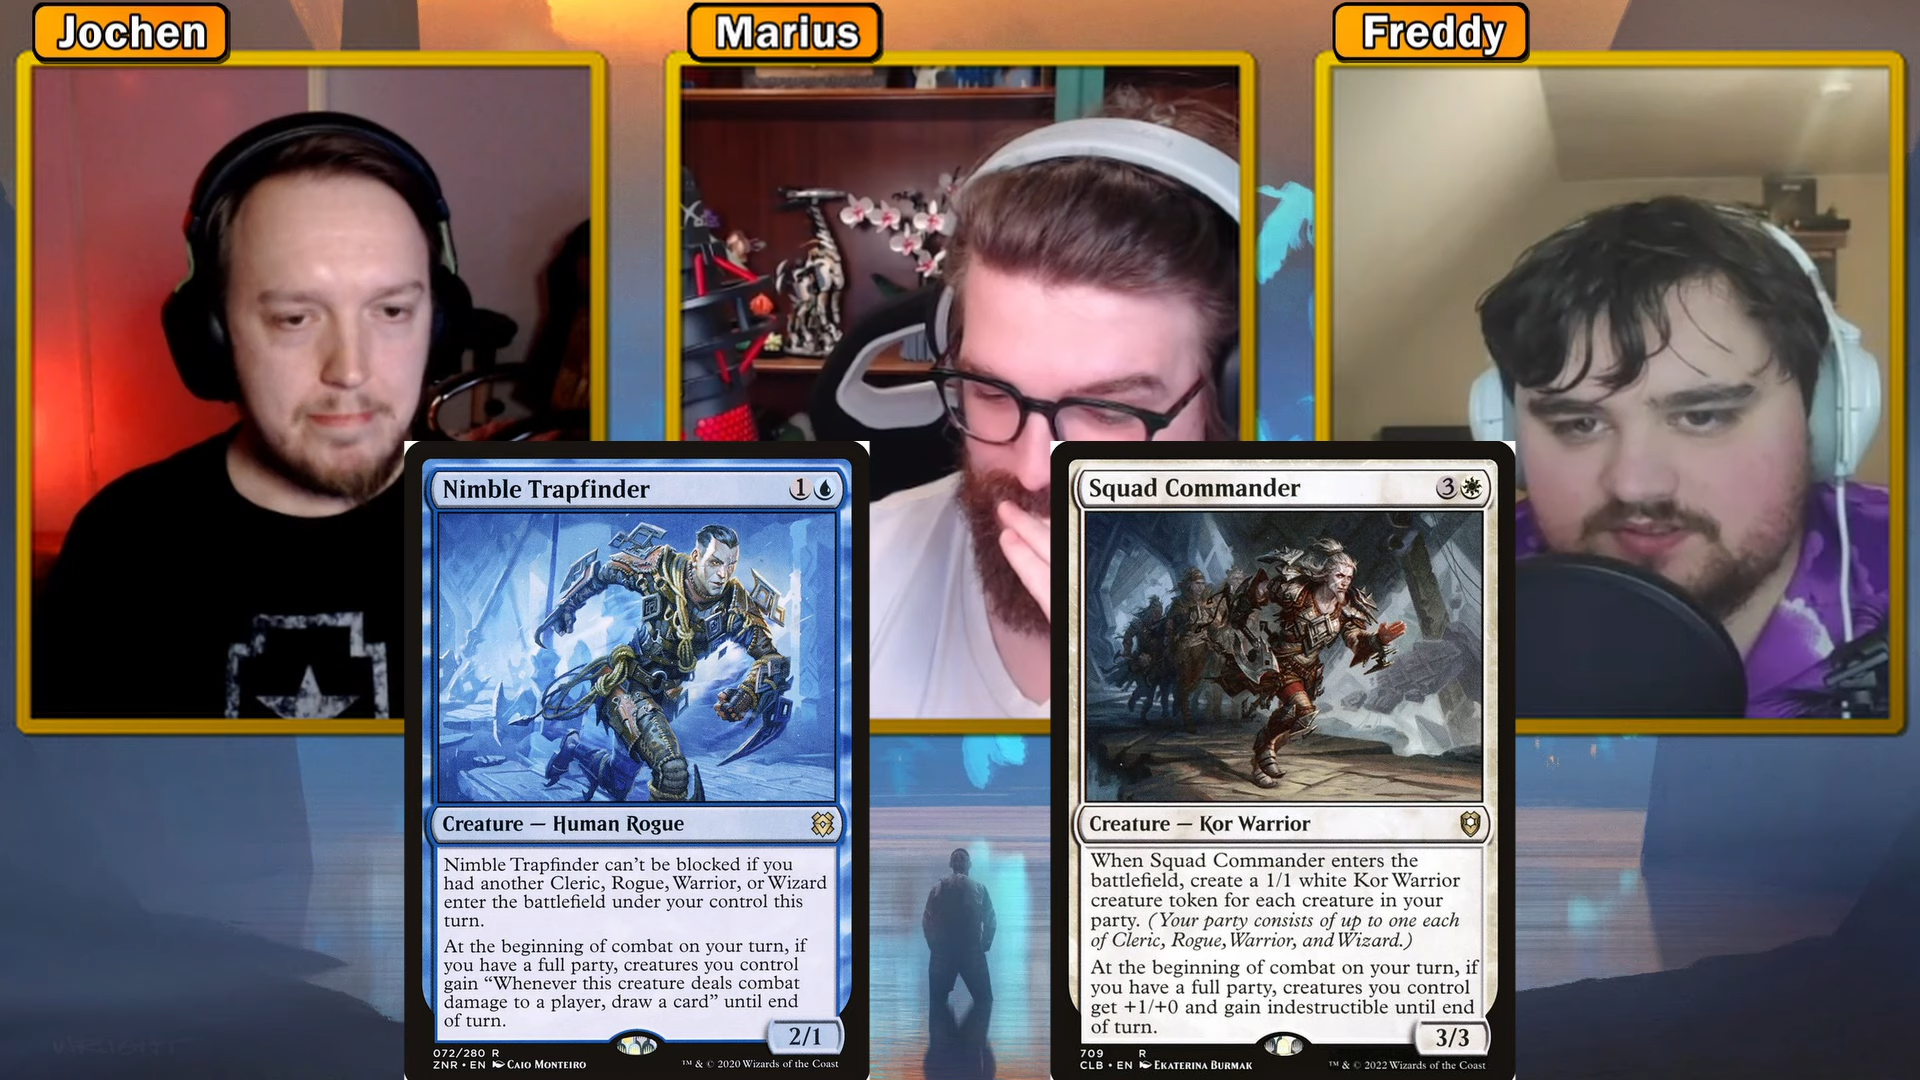 Jochen
Marius
Freddy
Nimble Trapfinder 1
Creature — Human Rogue
Nimble Trapfinder can't be blocked if you
had another Cleric, Rogue, Warrior, or Wizard
enter the battlefield under your control this
turn.
At the beginning of combat on your turn, if
you have a full party, creatures you control
gain “Whenever this creature deals combat
damage to a player, draw a card” until end
of turn.
2/1
072/280 R
ZNR • EN CAIO MONTEIRO
™ & © 2020 Wizards of the Coast
Squad Commander 3
Creature — Kor Warrior
When Squad Commander enters the
battlefield, create a 1/1 white Kor Warrior
creature token for each creature in your
party. (Your party consists of up to one each
of Cleric, Rogue, Warrior, and Wizard.)
At the beginning of combat on your turn, if
you have a full party, creatures you control
get +1/+0 and gain indestructible until end
of turn.
3/3
709 R
CLB • EN EKATERINA BURMAK
™ & © 2022 Wizards of the Coast